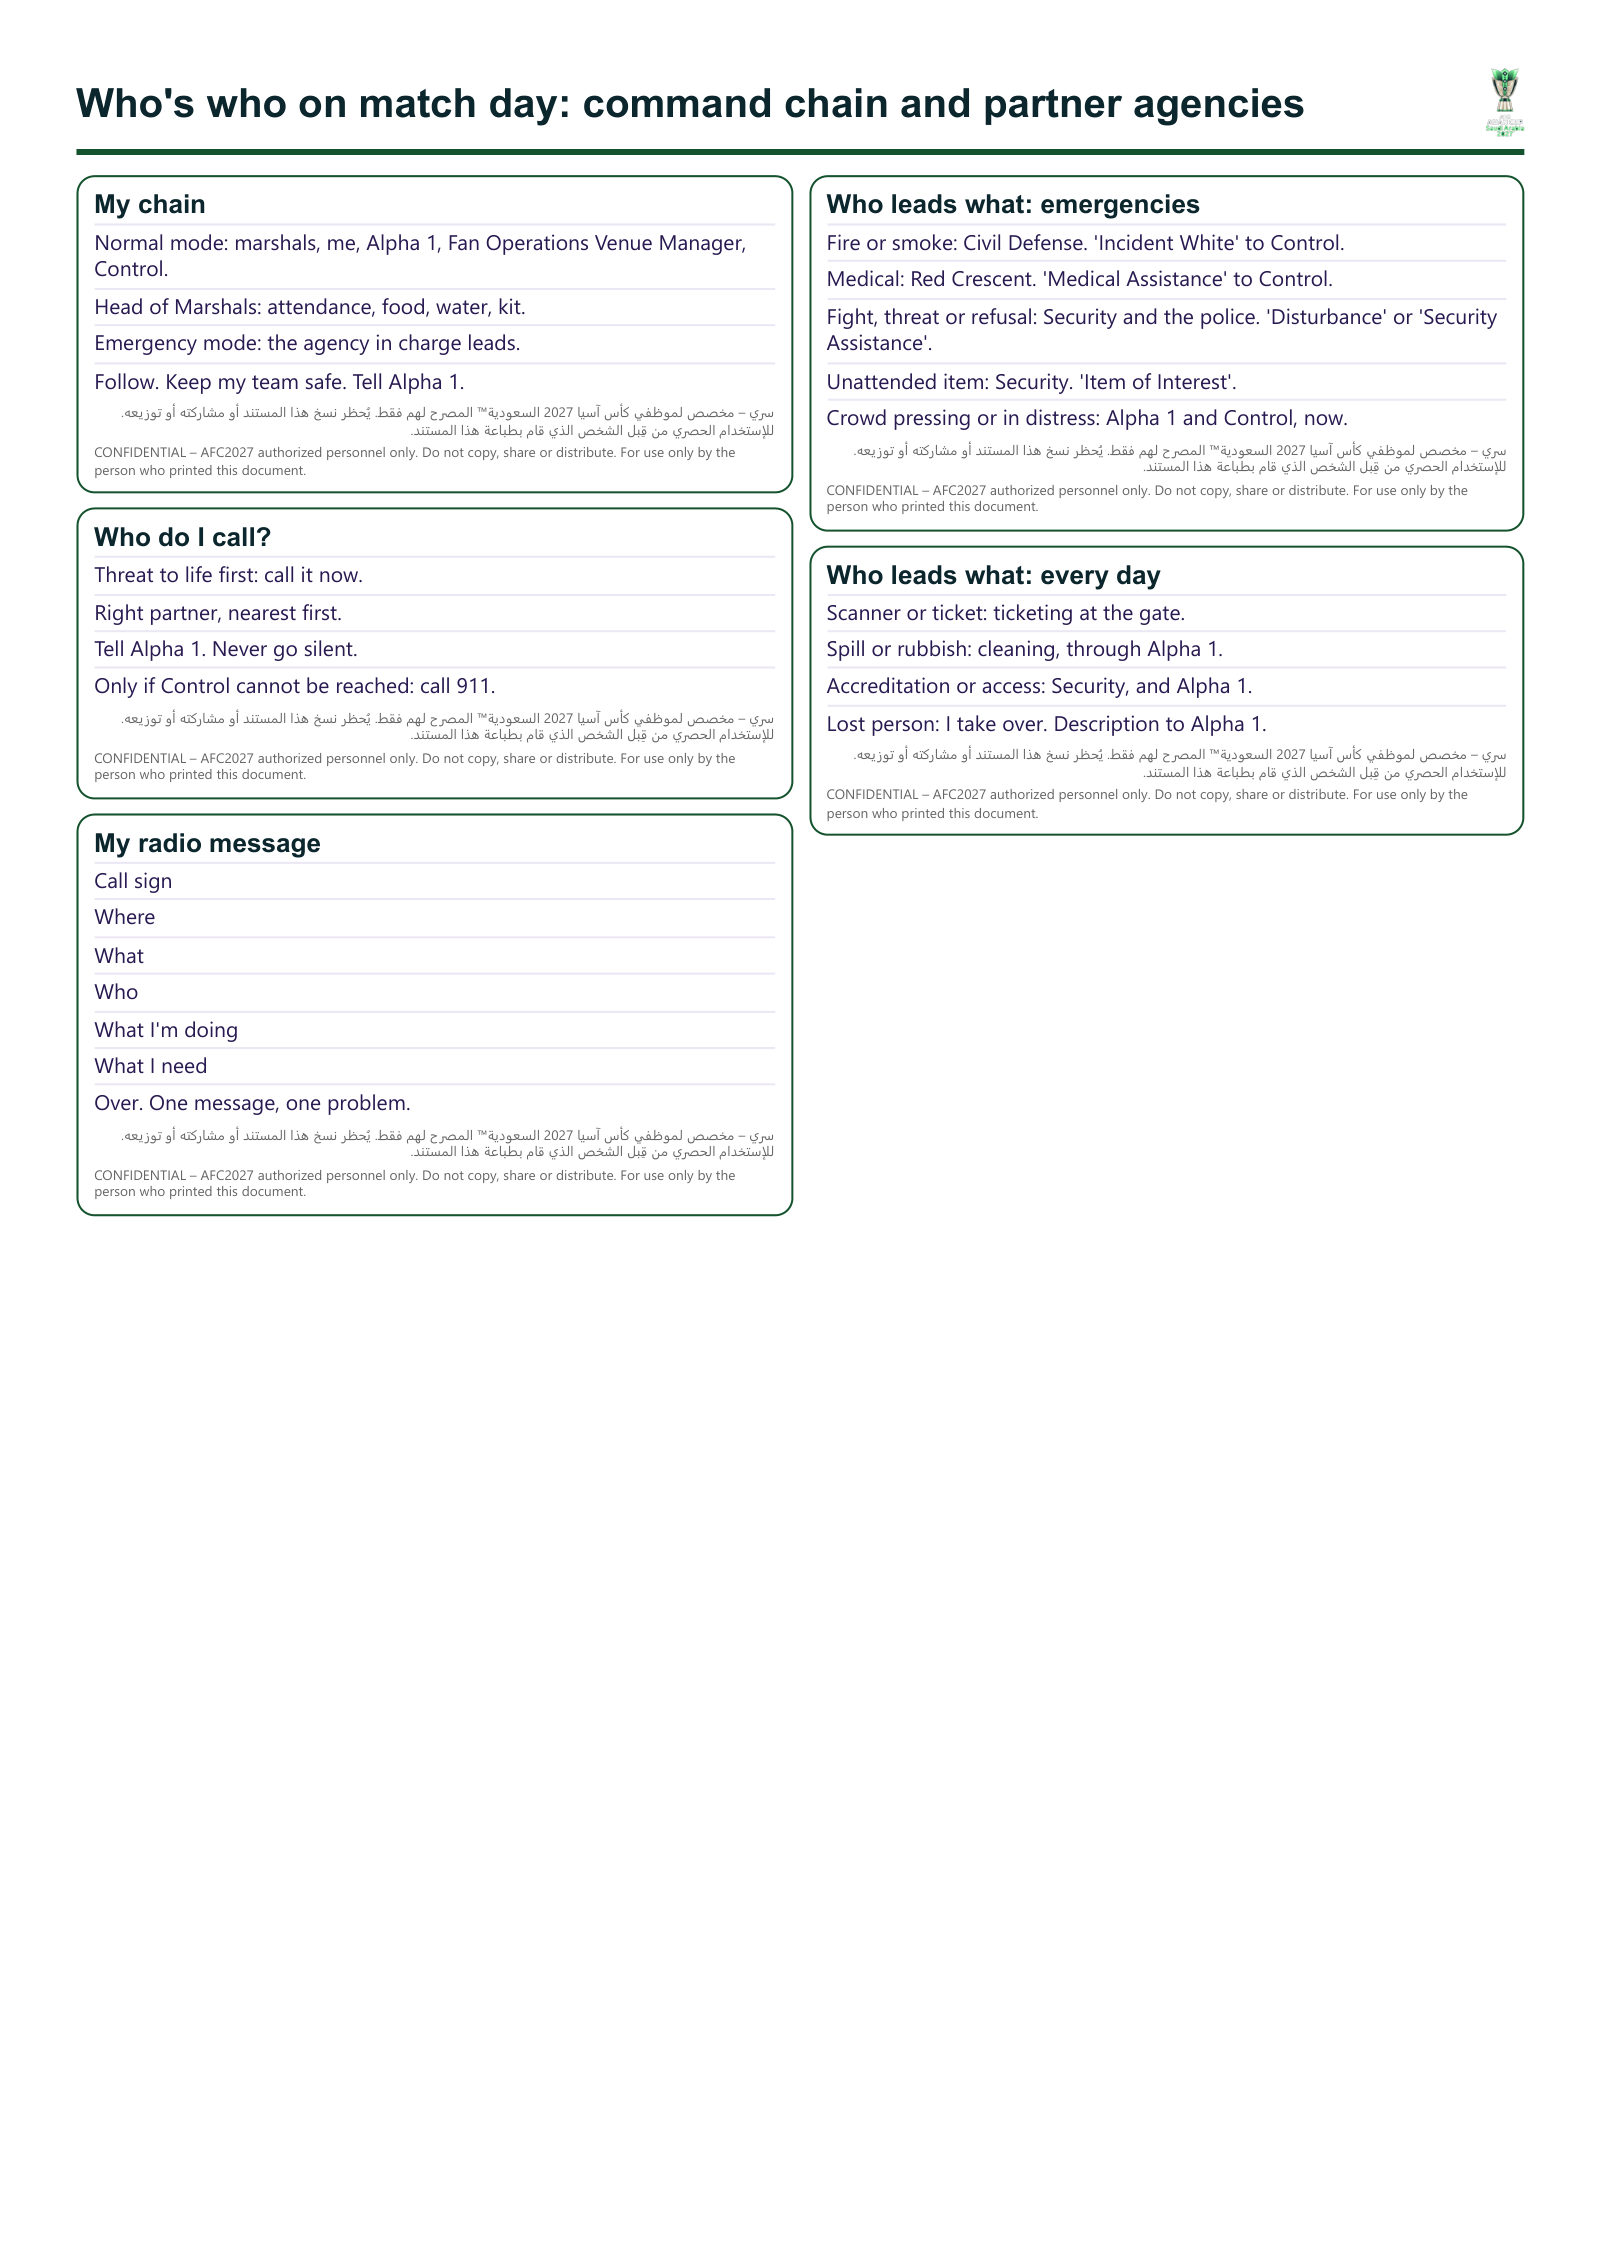 Who's who on match day: command chain and partner agencies
Saudi Arabia
2027
My chain
Normal mode: marshals, me, Alpha 1, Fan Operations Venue Manager,
Control.
Head of Marshals: attendance, food, water, kit.
Emergency mode: the agency in charge leads.
Follow. Keep my team safe. Tell Alpha 1.
سري – مخصص لموظفي كأس آسيا 2027 السعودية™ المصرح لهم فقط. يُحظر نسخ هذا المستند أو مشاركته أو توزيعه.
للإستخدام الحصري من قِبل الشخص الذي قام بطباعة هذا المستند.
CONFIDENTIAL – AFC2027 authorized personnel only. Do not copy, share or distribute. For use only by the
person who printed this document.
Who do I call?
Threat to life first: call it now.
Right partner, nearest first.
Tell Alpha 1. Never go silent.
Only if Control cannot be reached: call 911.
سري – مخصص لموظفي كأس آسيا 2027 السعودية™ المصرح لهم فقط. يُحظر نسخ هذا المستند أو مشاركته أو توزيعه.
للإستخدام الحصري من قِبل الشخص الذي قام بطباعة هذا المستند.
CONFIDENTIAL – AFC2027 authorized personnel only. Do not copy, share or distribute. For use only by the
person who printed this document.
My radio message
Call sign
Where
What
Who
What I'm doing
What I need
Over. One message, one problem.
سري – مخصص لموظفي كأس آسيا 2027 السعودية™ المصرح لهم فقط. يُحظر نسخ هذا المستند أو مشاركته أو توزيعه.
للإستخدام الحصري من قِبل الشخص الذي قام بطباعة هذا المستند.
CONFIDENTIAL – AFC2027 authorized personnel only. Do not copy, share or distribute. For use only by the
person who printed this document.
Who leads what: emergencies
Fire or smoke: Civil Defense. 'Incident White' to Control.
Medical: Red Crescent. 'Medical Assistance' to Control.
Fight, threat or refusal: Security and the police. 'Disturbance' or 'Security
Assistance'.
Unattended item: Security. 'Item of Interest'.
Crowd pressing or in distress: Alpha 1 and Control, now.
سري – مخصص لموظفي كأس آسيا 2027 السعودية™ المصرح لهم فقط. يُحظر نسخ هذا المستند أو مشاركته أو توزيعه.
للإستخدام الحصري من قِبل الشخص الذي قام بطباعة هذا المستند.
CONFIDENTIAL – AFC2027 authorized personnel only. Do not copy, share or distribute. For use only by the
person who printed this document.
Who leads what: every day
Scanner or ticket: ticketing at the gate.
Spill or rubbish: cleaning, through Alpha 1.
Accreditation or access: Security, and Alpha 1.
Lost person: I take over. Description to Alpha 1.
سري – مخصص لموظفي كأس آسيا 2027 السعودية™ المصرح لهم فقط. يُحظر نسخ هذا المستند أو مشاركته أو توزيعه.
للإستخدام الحصري من قِبل الشخص الذي قام بطباعة هذا المستند.
CONFIDENTIAL – AFC2027 authorized personnel only. Do not copy, share or distribute. For use only by the
person who printed this document.